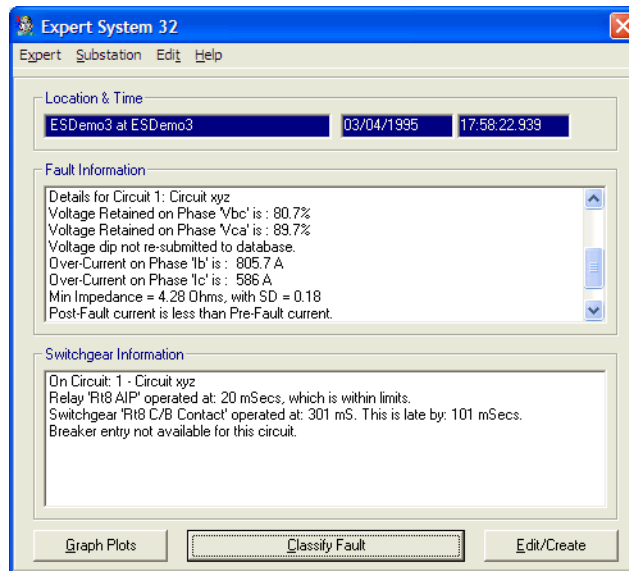 Expert System 32
Expert Substation Edit Help
Location & Time
ESDemo3 at ESDemo3 03/04/1995 17:58:22.939
Fault Information
Details for Circuit 1: Circuit xyz
Voltage Retained on Phase 'Vbc' is : 80.7%
Voltage Retained on Phase 'Vca' is : 89.7%
Voltage dip not re-submitted to database.
Over-Current on Phase 'Ib' is : 805.7 A
Over-Current on Phase 'Ic' is : 586 A
Min Impedance = 4.28 Ohms, with SD = 0.18
Post-Fault current is less than Pre-Fault current.
Switchgear Information
On Circuit: 1 - Circuit xyz
Relay 'Rt8 AIP' operated at: 20 mSecs, which is within limits.
Switchgear 'Rt8 C/B Contact' operated at: 301 mS. This is late by: 101 mSecs.
Breaker entry not available for this circuit.
Graph Plots Classify Fault Edit/Create